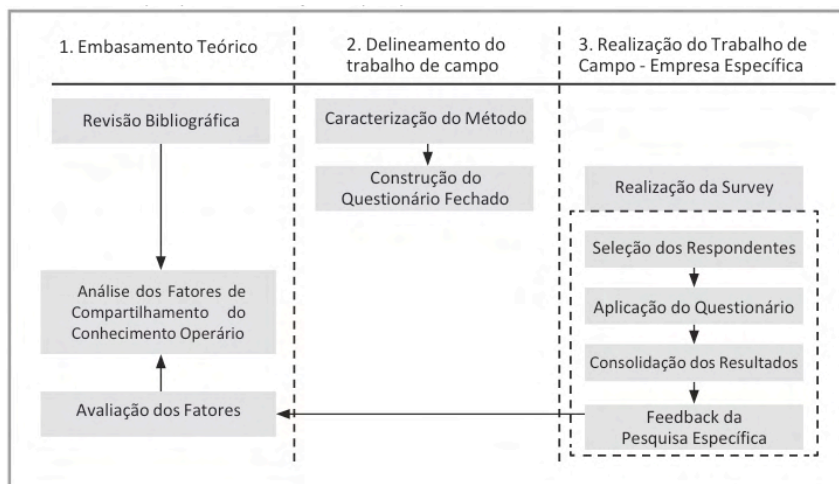 1. Embasamento Teórico
2. Delineamento do
trabalho de campo
3. Realização do Trabalho de
Campo - Empresa Específica
Revisão Bibliográfica
Análise dos Fatores de
Compartilhamento do
Conhecimento Operário
Avaliação dos Fatores
Caracterização do Método
Construção do
Questionário Fechado
Realização da Survey
Seleção dos Respondentes
Aplicação do Questionário
Consolidação dos Resultados
Feedback da
Pesquisa Específica